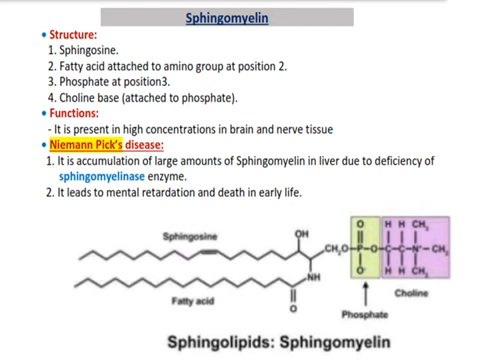 Sphingomyelin
• Structure:
1. Sphingosine.
2. Fatty acid attached to amino group at position 2.
3. Phosphate at position3.
4. Choline base (attached to phosphate).
• Functions:
- It is present in high concentrations in brain and nerve tissue
• Niemann Pick's disease:
1. It is accumulation of large amounts of Sphingomyelin in liver due to deficiency of
sphingomyelinase enzyme.
2. It leads to mental retardation and death in early life.
Sphingosine
OH
CH₂O-P-O-C-C-N⁺-CH₃
O
H H CH₃
O⁻
H H CH₃
NH
Fatty acid
O
Choline
Phosphate
Sphingolipids: Sphingomyelin